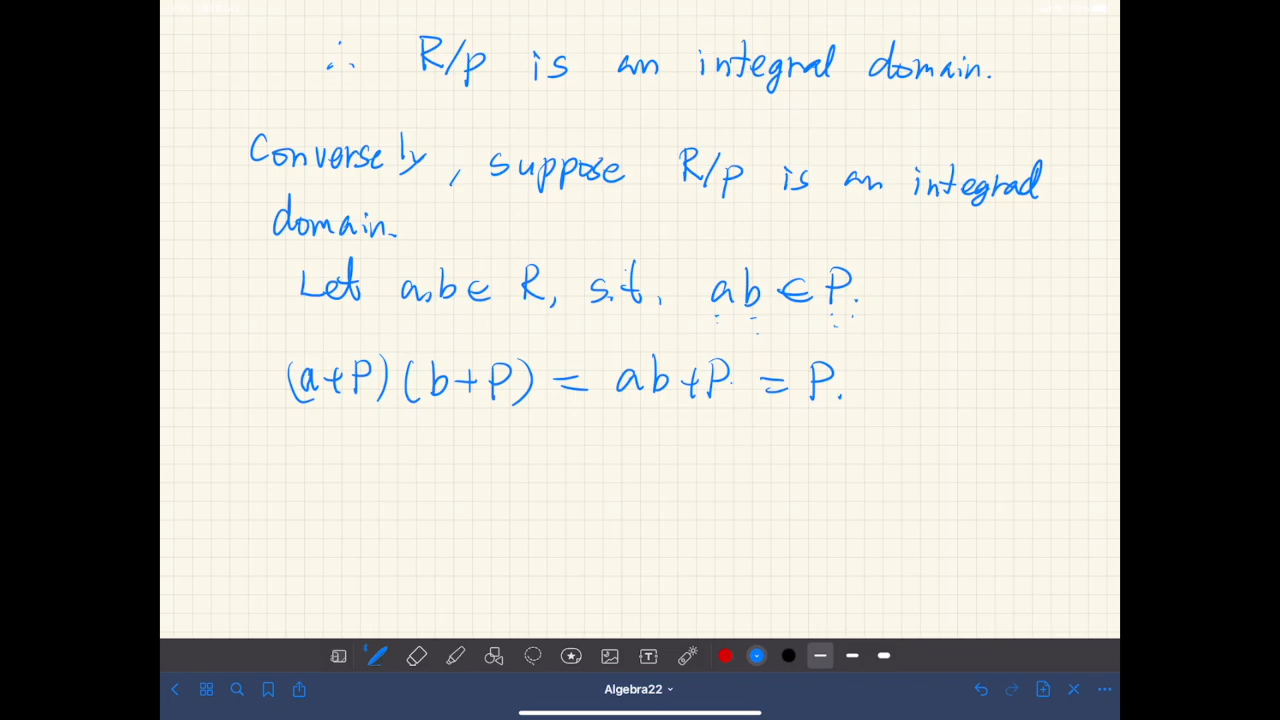 ∴ R/p is an integral domain.
Conversely, suppose R/p is an integral
domain.
Let a,b ∈ R, s.t. ab ∈ P.
(a+P)(b+P) = ab+P = P.
Algebra22